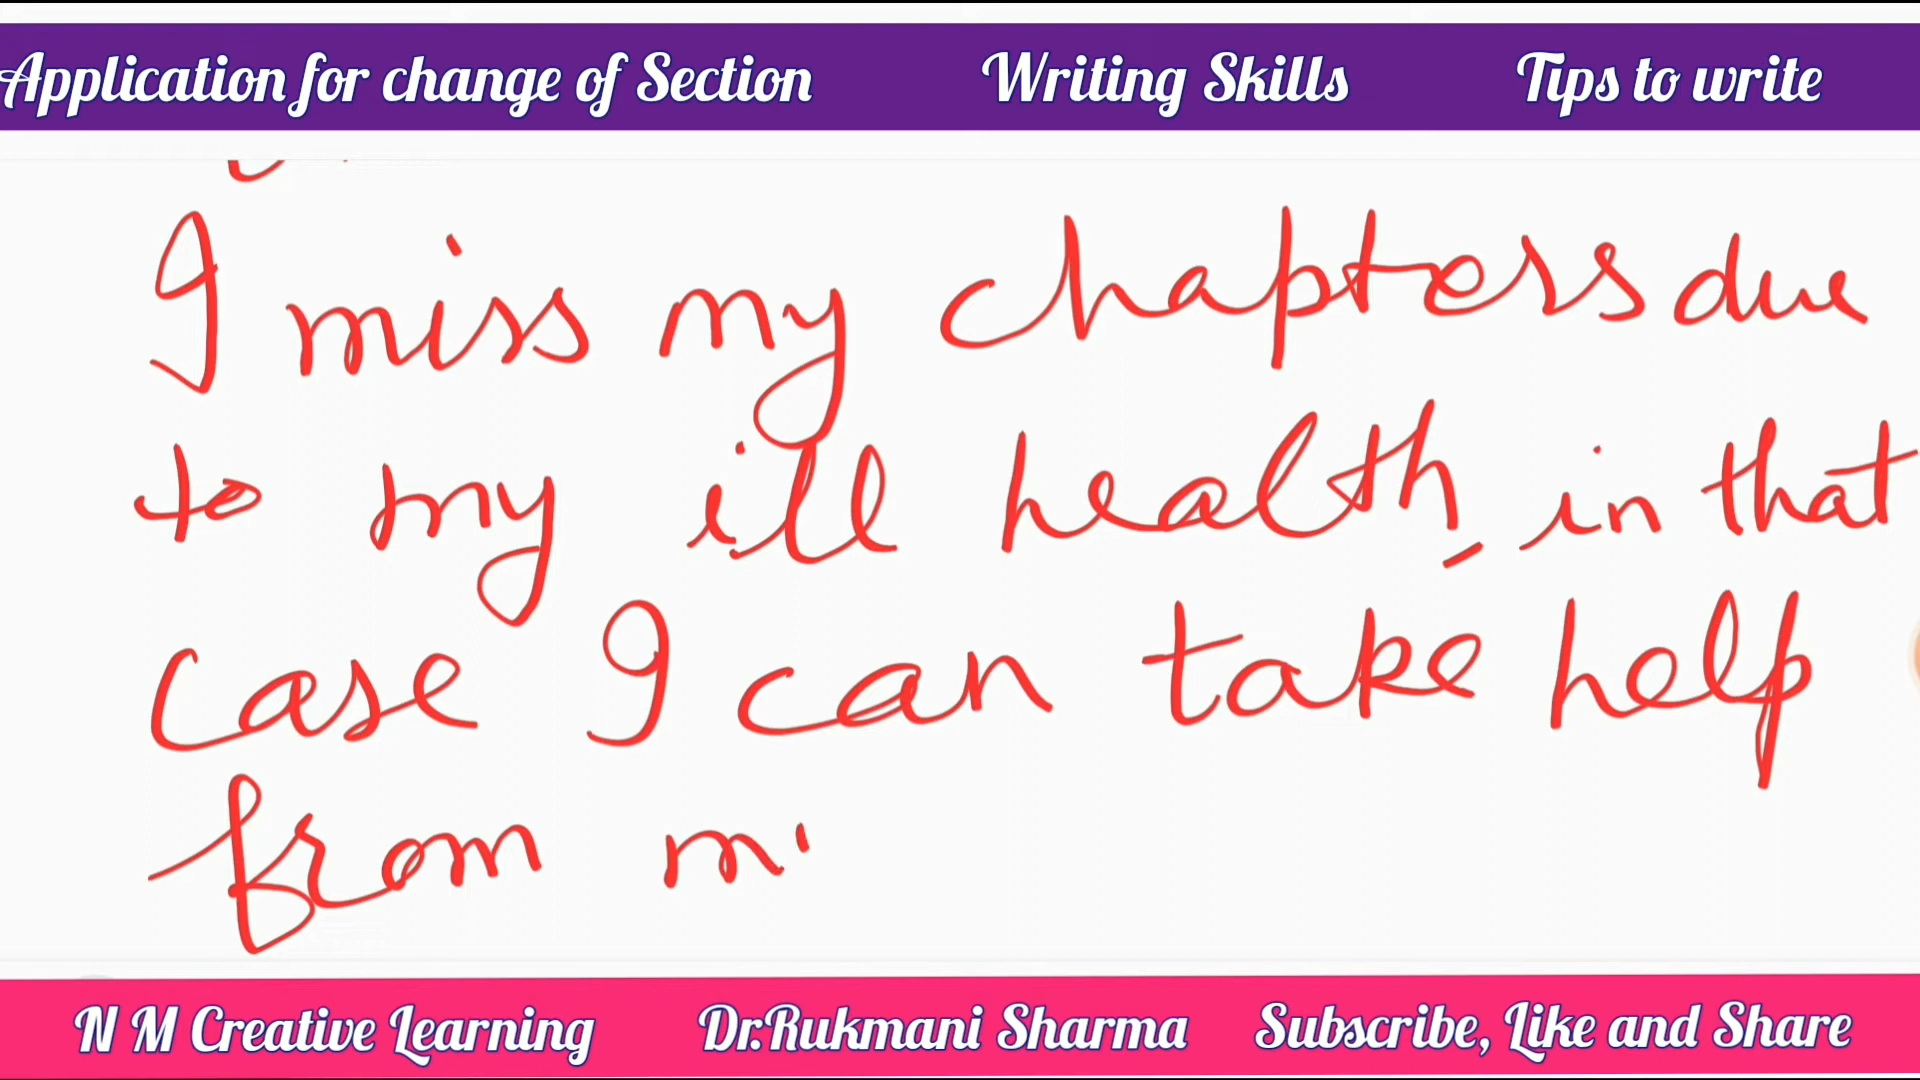 Application for change of Section Writing Skills Tips to write
I miss my chapters due
to my ill health, in that
case I can take help
from
N M Creative Learning Dr.Rukmani Sharma Subscribe, Like and Share